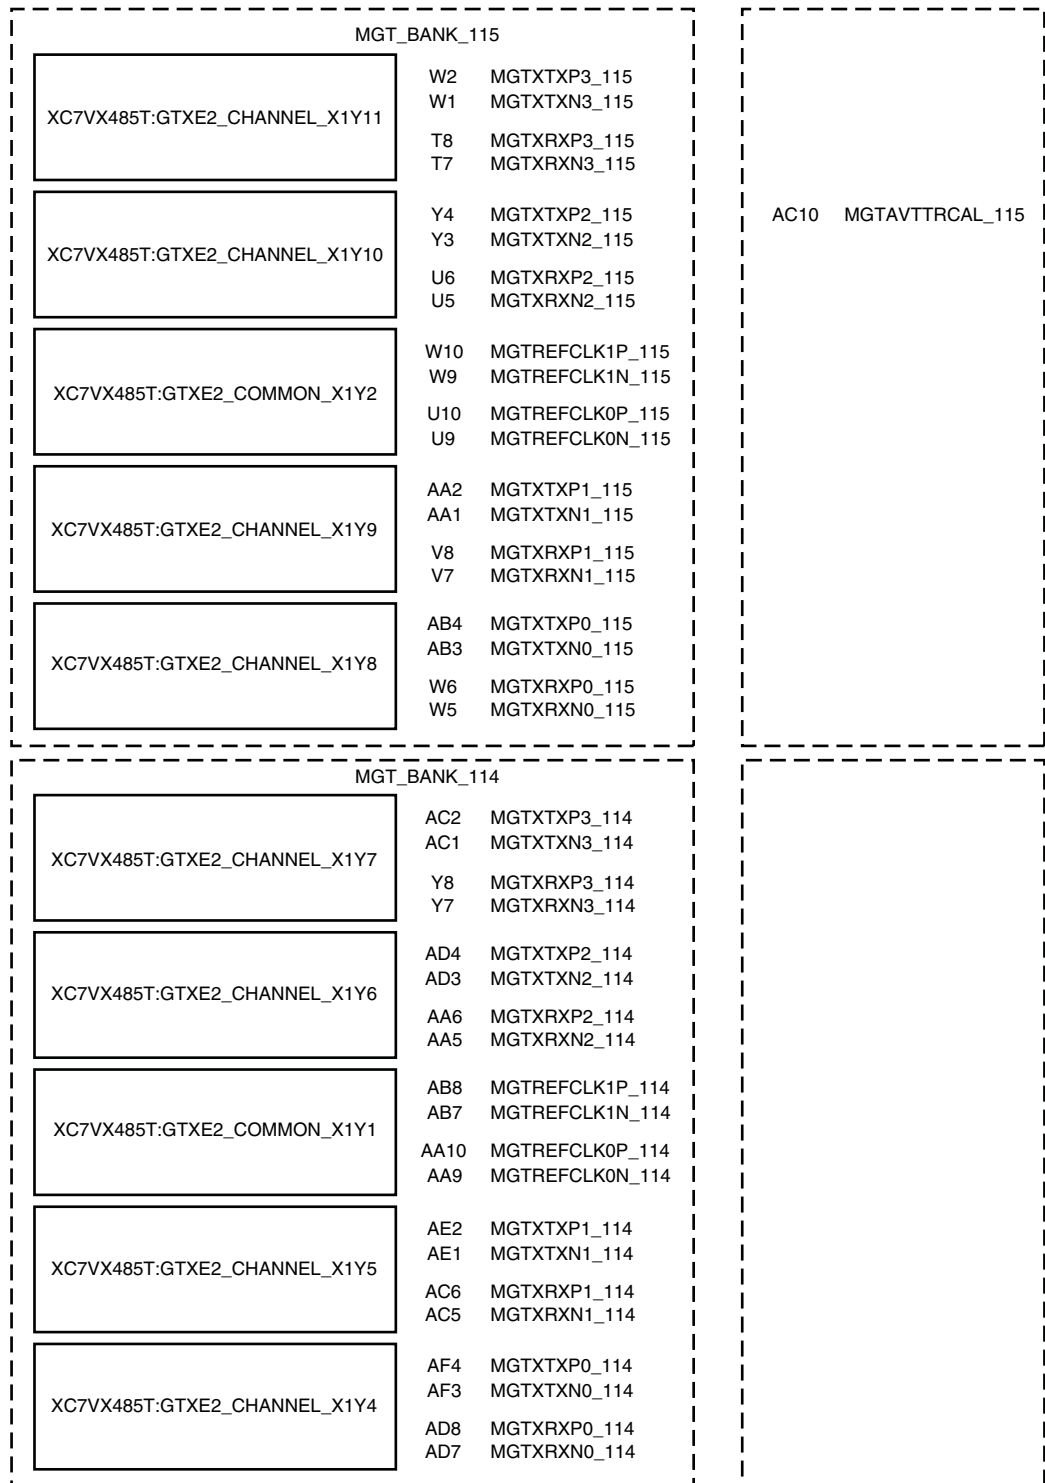 MGT_BANK_115
XC7VX485T:GTXE2_CHANNEL_X1Y11
W2 MGTXTXP3_115
W1 MGTXTXN3_115
T8 MGTXRXP3_115
T7 MGTXRXN3_115
XC7VX485T:GTXE2_CHANNEL_X1Y10
Y4 MGTXTXP2_115
Y3 MGTXTXN2_115
U6 MGTXRXP2_115
U5 MGTXRXN2_115
XC7VX485T:GTXE2_COMMON_X1Y2
W10 MGTREFCLK1P_115
W9 MGTREFCLK1N_115
U10 MGTREFCLK0P_115
U9 MGTREFCLK0N_115
XC7VX485T:GTXE2_CHANNEL_X1Y9
AA2 MGTXTXP1_115
AA1 MGTXTXN1_115
V8 MGTXRXP1_115
V7 MGTXRXN1_115
XC7VX485T:GTXE2_CHANNEL_X1Y8
AB4 MGTXTXP0_115
AB3 MGTXTXN0_115
W6 MGTXRXP0_115
W5 MGTXRXN0_115
AC10 MGTAVTTRCAL_115
MGT_BANK_114
XC7VX485T:GTXE2_CHANNEL_X1Y7
AC2 MGTXTXP3_114
AC1 MGTXTXN3_114
Y8 MGTXRXP3_114
Y7 MGTXRXN3_114
XC7VX485T:GTXE2_CHANNEL_X1Y6
AD4 MGTXTXP2_114
AD3 MGTXTXN2_114
AA6 MGTXRXP2_114
AA5 MGTXRXN2_114
XC7VX485T:GTXE2_COMMON_X1Y1
AB8 MGTREFCLK1P_114
AB7 MGTREFCLK1N_114
AA10 MGTREFCLK0P_114
AA9 MGTREFCLK0N_114
XC7VX485T:GTXE2_CHANNEL_X1Y5
AE2 MGTXTXP1_114
AE1 MGTXTXN1_114
AC6 MGTXRXP1_114
AC5 MGTXRXN1_114
XC7VX485T:GTXE2_CHANNEL_X1Y4
AF4 MGTXTXP0_114
AF3 MGTXTXN0_114
AD8 MGTXRXP0_114
AD7 MGTXRXN0_114